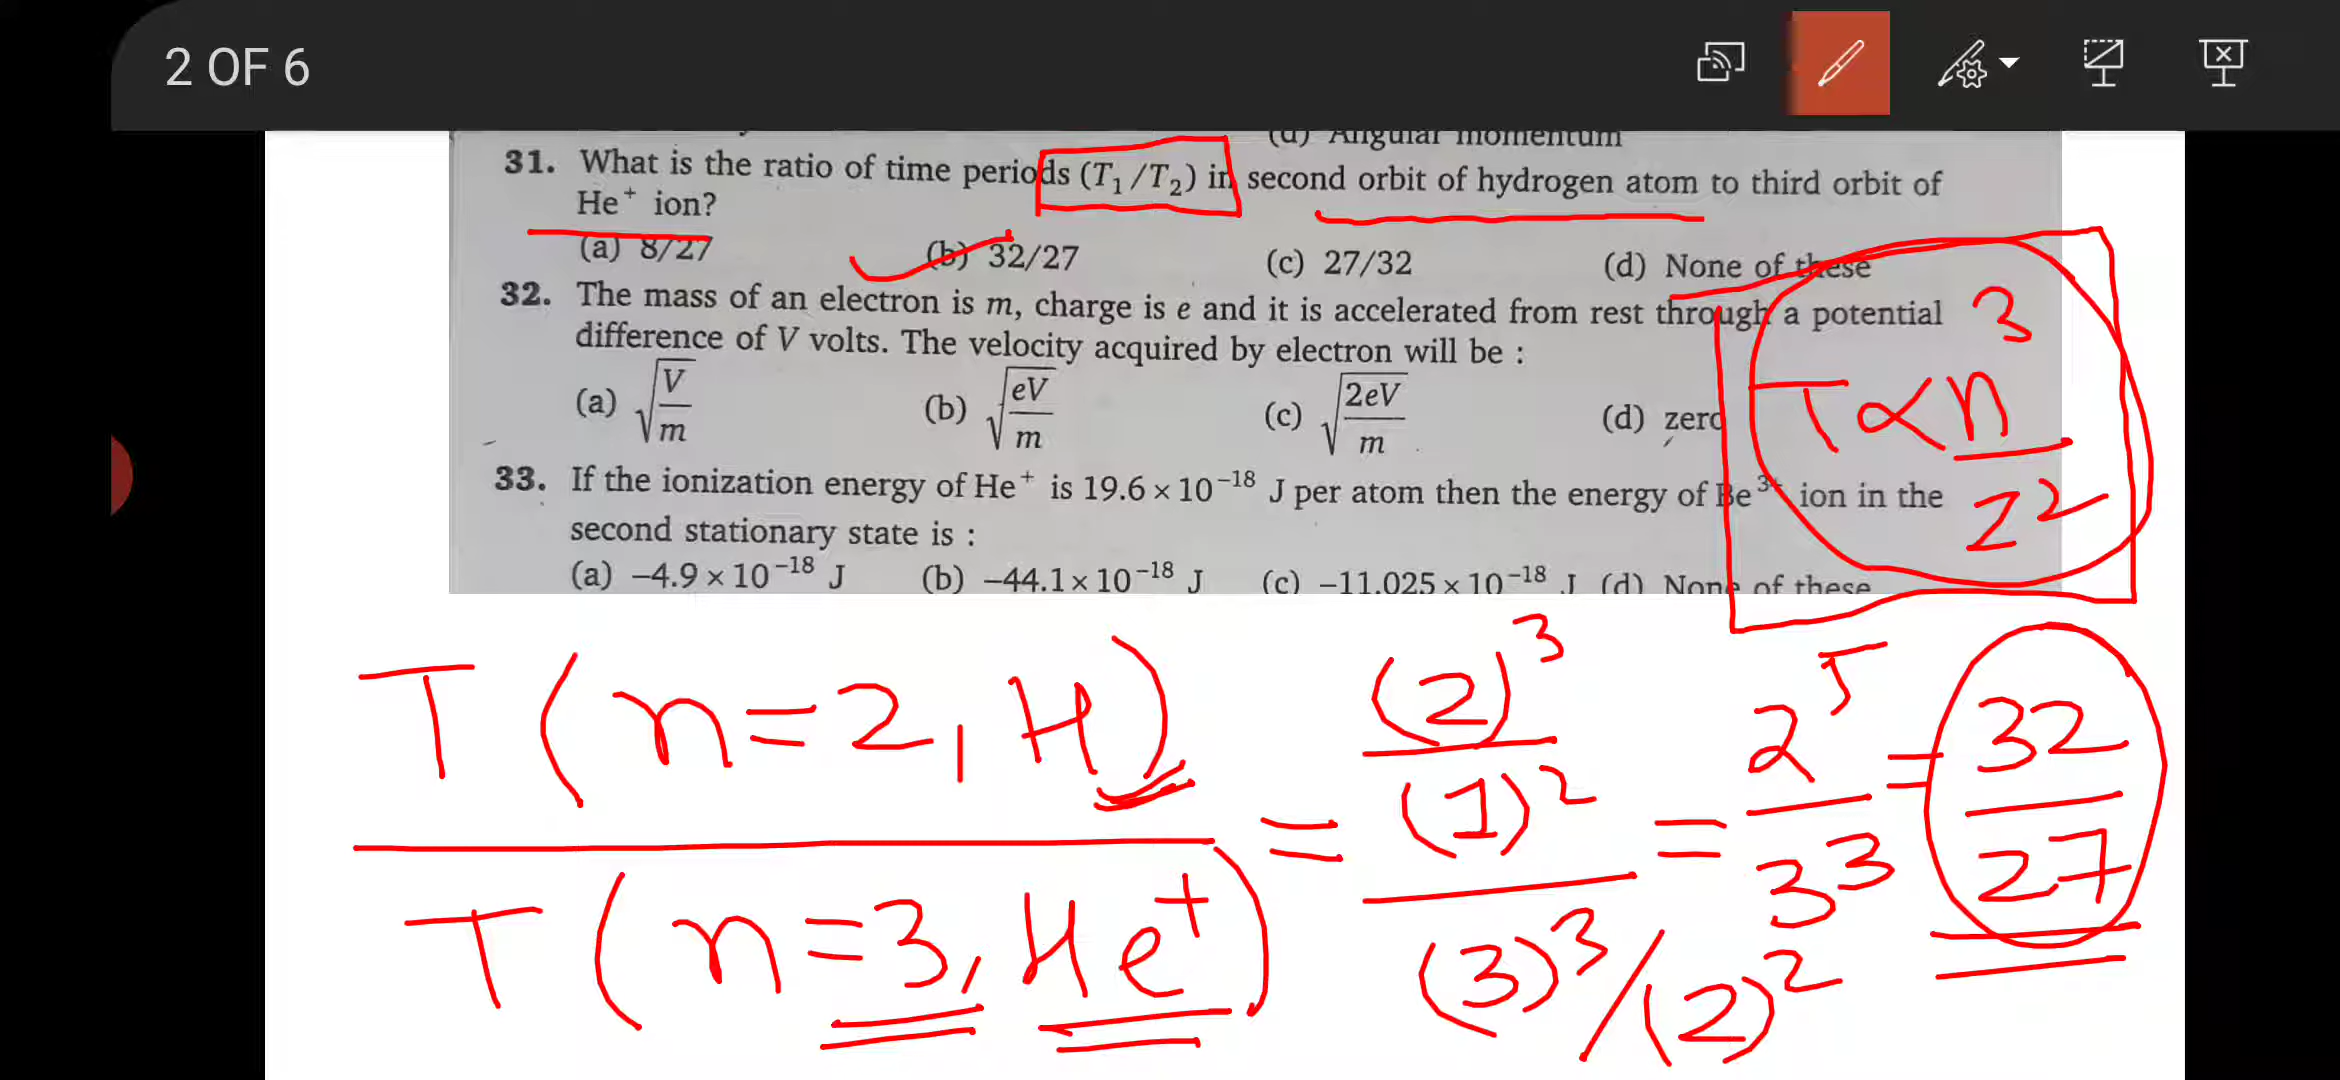 2 OF 6
(d) Angular momentum
31. What is the ratio of time periods (T₁/T₂) in second orbit of hydrogen atom to third orbit of
He⁺ ion?
(a) 8/27 (b) 32/27 (c) 27/32 (d) None of these
32. The mass of an electron is m, charge is e and it is accelerated from rest through a potential
difference of V volts. The velocity acquired by electron will be :
(a) √(V/m) (b) √(eV/m) (c) √(2eV/m) (d) zero
33. If the ionization energy of He⁺ is 19.6 × 10⁻¹⁸ J per atom then the energy of Be³⁺ ion in the
second stationary state is :
(a) −4.9 × 10⁻¹⁸ J (b) −44.1 × 10⁻¹⁸ J (c) −11.025 × 10⁻¹⁸ J (d) None of these
T ∝ n³/Z²
T(n=2, H) / T(n=3, He⁺) = ((2)³/(1)²) / ((3)³/(2)²) = 2⁵/3³ = 32/27